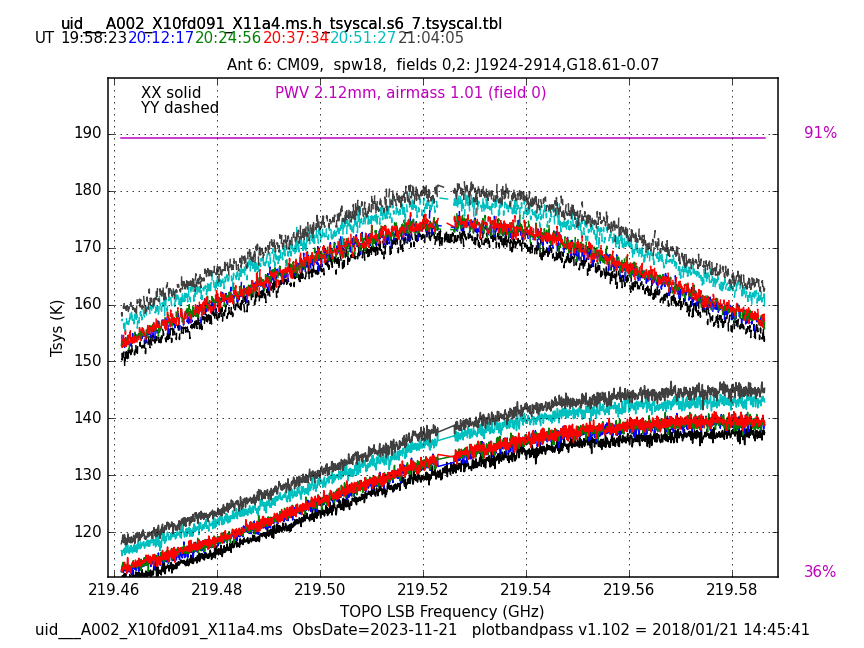 uid___A002_X10fd091_X11a4.ms.h_tsyscal.s6_7.tsyscal.tbl
UT 19:58:23 20:12:17 20:24:56 20:37:34 20:51:27 21:04:05
Ant 6: CM09,  spw18,  fields 0,2: J1924-2914,G18.61-0.07
XX solid
PWV 2.12mm, airmass 1.01 (field 0)
YY dashed
190
91%
180
170
160
150
140
130
120
Tsys (K)
36%
219.46 219.48 219.50 219.52 219.54 219.56 219.58
TOPO LSB Frequency (GHz)
uid___A002_X10fd091_X11a4.ms  ObsDate=2023-11-21   plotbandpass v1.102 = 2018/01/21 14:45:41